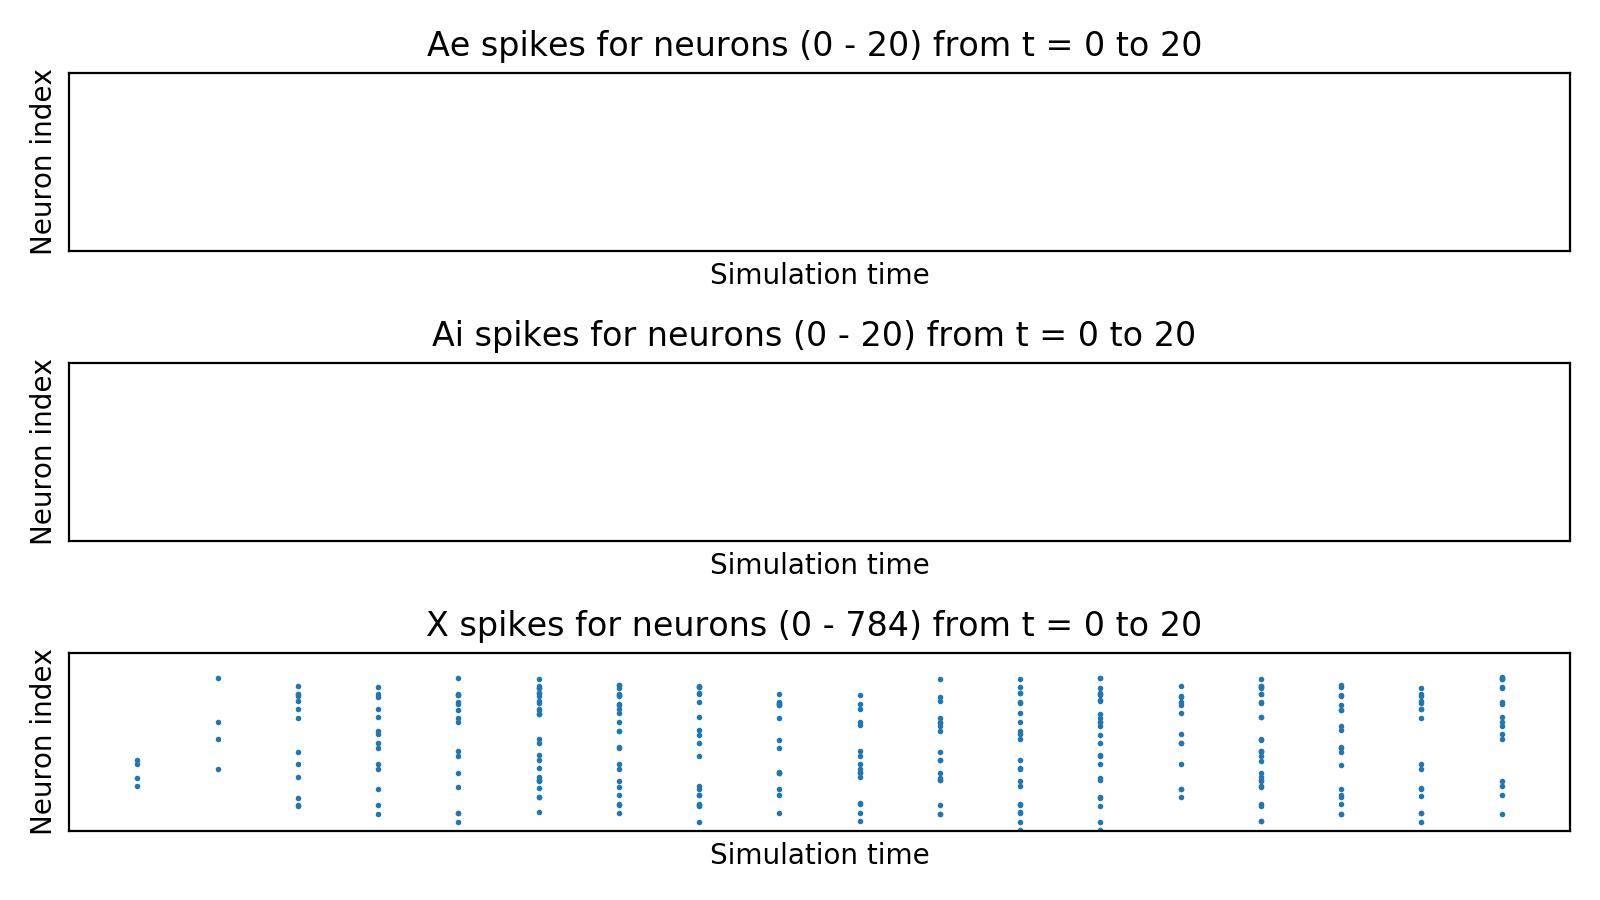 Ae spikes for neurons (0 - 20) from t = 0 to 20
Neuron index
Simulation time
Ai spikes for neurons (0 - 20) from t = 0 to 20
Neuron index
Simulation time
X spikes for neurons (0 - 784) from t = 0 to 20
Neuron index
Simulation time